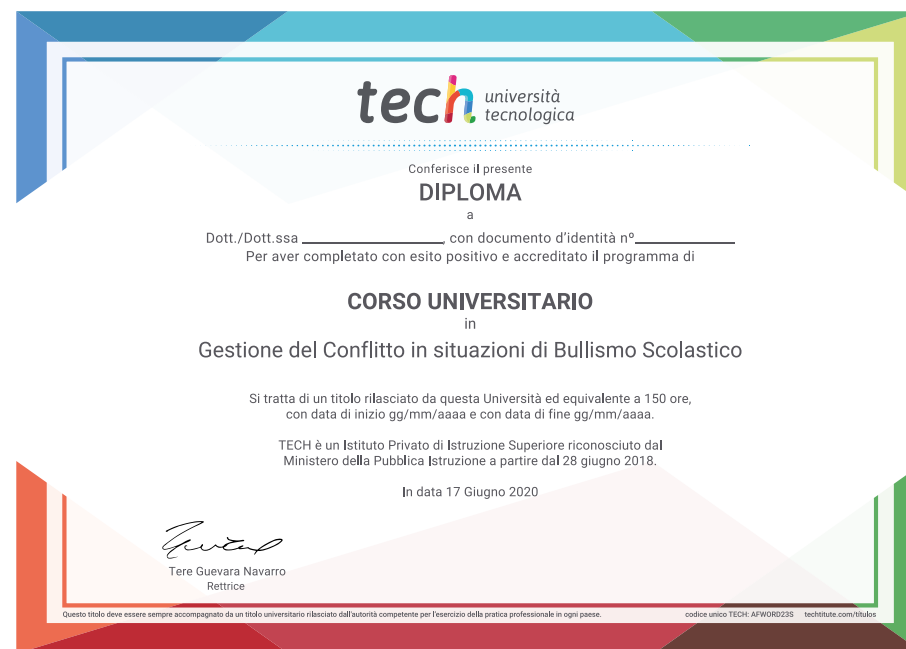 tech università
tecnologica
Conferisce il presente
DIPLOMA
a
Dott./Dott.ssa ____________________, con documento d'identità nº______________
Per aver completato con esito positivo e accreditato il programma di
CORSO UNIVERSITARIO
in
Gestione del Conflitto in situazioni di Bullismo Scolastico
Si tratta di un titolo rilasciato da questa Università ed equivalente a 150 ore,
con data di inizio gg/mm/aaaa e con data di fine gg/mm/aaaa.
TECH è un Istituto Privato di Istruzione Superiore riconosciuto dal
Ministero della Pubblica Istruzione a partire dal 28 giugno 2018.
In data 17 Giugno 2020
Tere Guevara Navarro
Rettrice
Questo titolo deve essere sempre accompagnato da un titolo universitario rilasciato dall'autorità competente per l'esercizio della pratica professionale in ogni paese. codice unico TECH: AFWORD23S techtitute.com/titulos